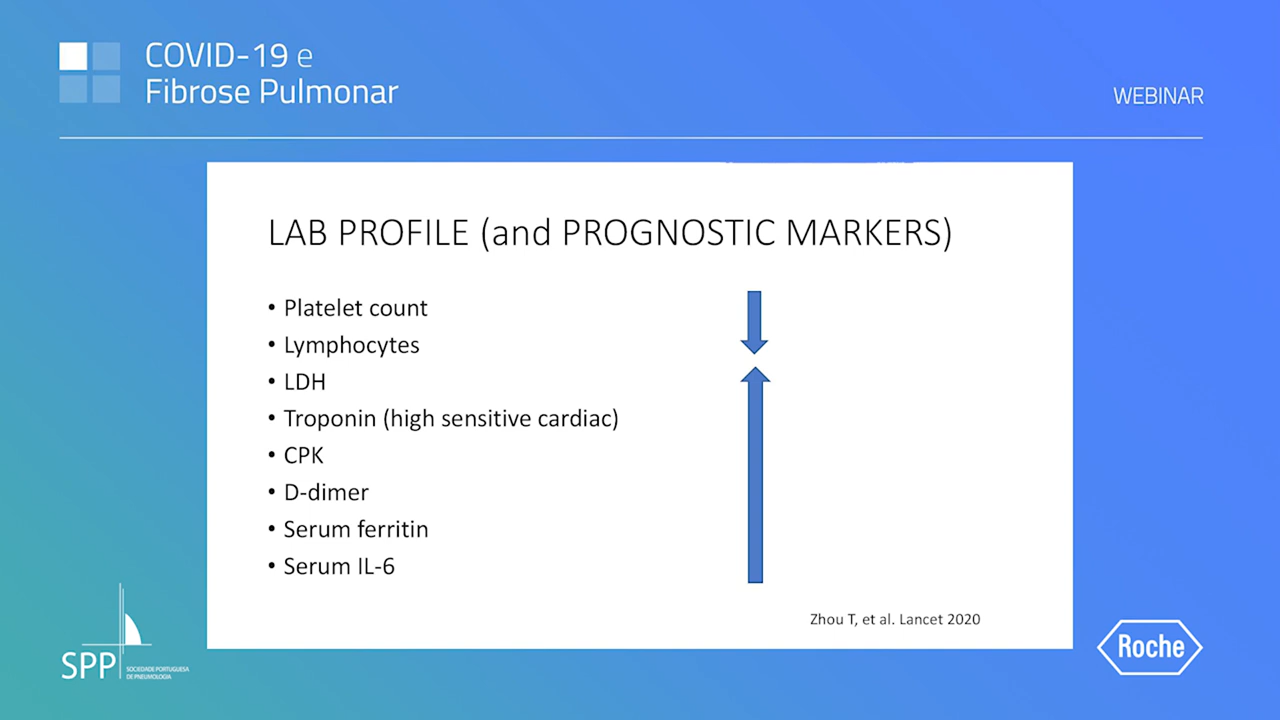 COVID-19 e
Fibrose Pulmonar
WEBINAR
LAB PROFILE (and PROGNOSTIC MARKERS)
• Platelet count
• Lymphocytes
• LDH
• Troponin (high sensitive cardiac)
• CPK
• D-dimer
• Serum ferritin
• Serum IL-6
Zhou T, et al. Lancet 2020
SPP
SOCIEDADE PORTUGUESA
DE PNEUMOLOGIA
Roche